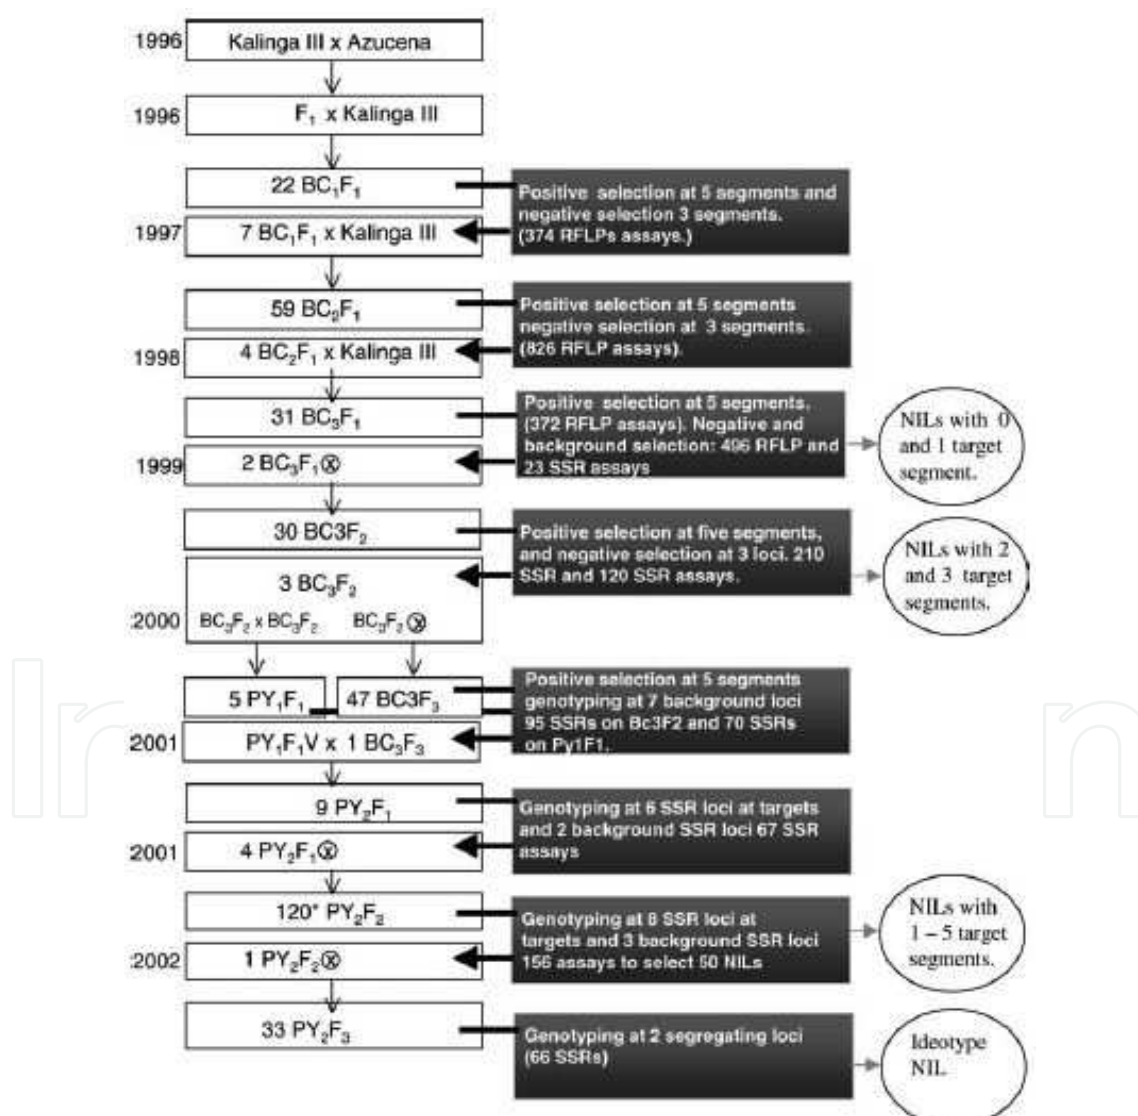 1996
Kalinga III x Azucena
1996
F₁ x Kalinga III
22 BC₁F₁
Positive selection at 5 segments and
negative selection 3 segments.
(374 RFLPs assays.)
1997
7 BC₁F₁ x Kalinga III
59 BC₂F₁
Positive selection at 5 segments
negative selection at 3 segments.
(826 RFLP assays).
1998
4 BC₂F₁ x Kalinga III
31 BC₃F₁
Positive selection at 5 segments.
(372 RFLP assays). Negative and
background selection: 496 RFLP and
23 SSR assays
NILs with 0
and 1 target
segment.
1999
2 BC₃F₁ⓧ
30 BC3F₂
Positive selection at five segments,
and negative selection at 3 loci. 210
SSR and 120 SSR assays.
NILs with 2
and 3 target
segments.
3 BC₃F₂
2000
BC₃F₂ x BC₃F₂
BC₃F₂ ⓧ
5 PY₁F₁
47 BC3F₃
Positive selection at 5 segments
genotyping at 7 background loci
95 SSRs on Bc3F2 and 70 SSRs
on Py1F1.
2001
PY₁F₁V x 1 BC₃F₃
9 PY₂F₁
Genotyping at 6 SSR loci at targets
and 2 background SSR loci 67 SSR
assays
2001
4 PY₂F₁ⓧ
120* PY₂F₂
Genotyping at 8 SSR loci at
targets and 3 background SSR loci
156 assays to select 50 NILs
NILs with
1 – 5 target
segments.
2002
1 PY₂F₂ⓧ
33 PY₂F₃
Genotyping at 2 segregating loci
(66 SSRs)
Ideotype
NIL